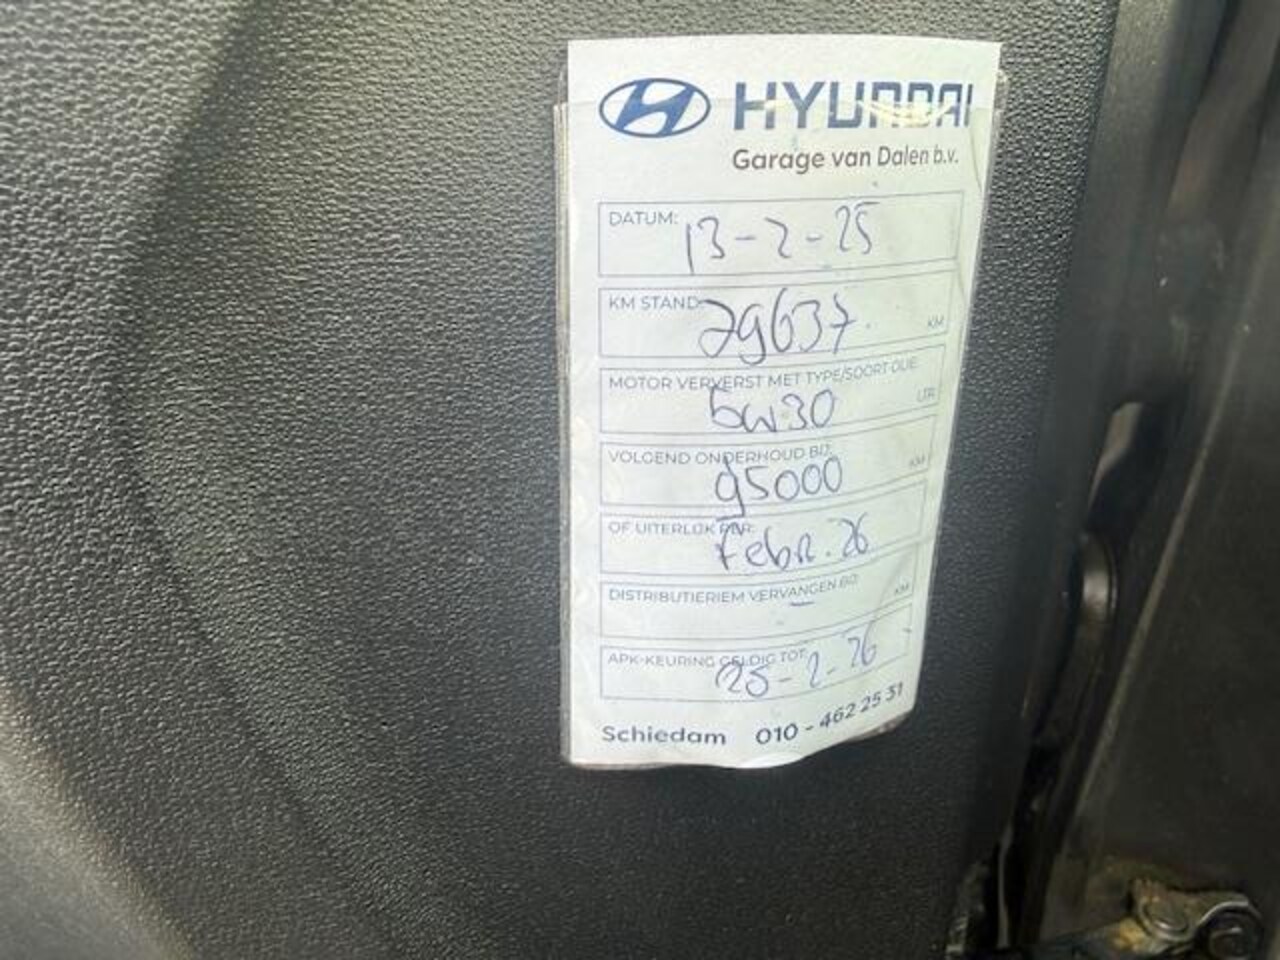 HYUNDAI
Garage van Dalen b.v.
DATUM: 13-2-25
KM STAND: 79637. KM
MOTOR VERVERST MET TYPE/SOORT OLIE: LTR
5w30
VOLGEND ONDERHOUD BIJ: KM
95000
OF UITERLIJK PER:
Febr. 26
DISTRIBUTIERIEM VERVANGEN BIJ: KM
—
APK-KEURING GELDIG TOT:
25-2-26
Schiedam 010 - 462 25 31